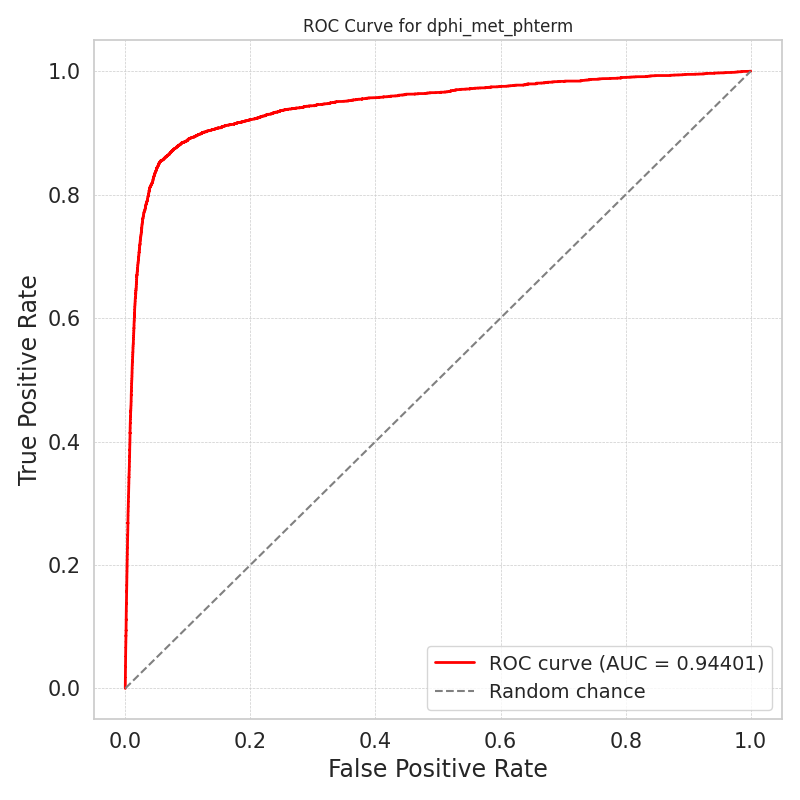 ROC Curve for dphi_met_phterm
True Positive Rate
1.0
0.8
0.6
0.4
0.2
0.0
ROC curve (AUC = 0.94401)
Random chance
0.0 0.2 0.4 0.6 0.8 1.0
False Positive Rate